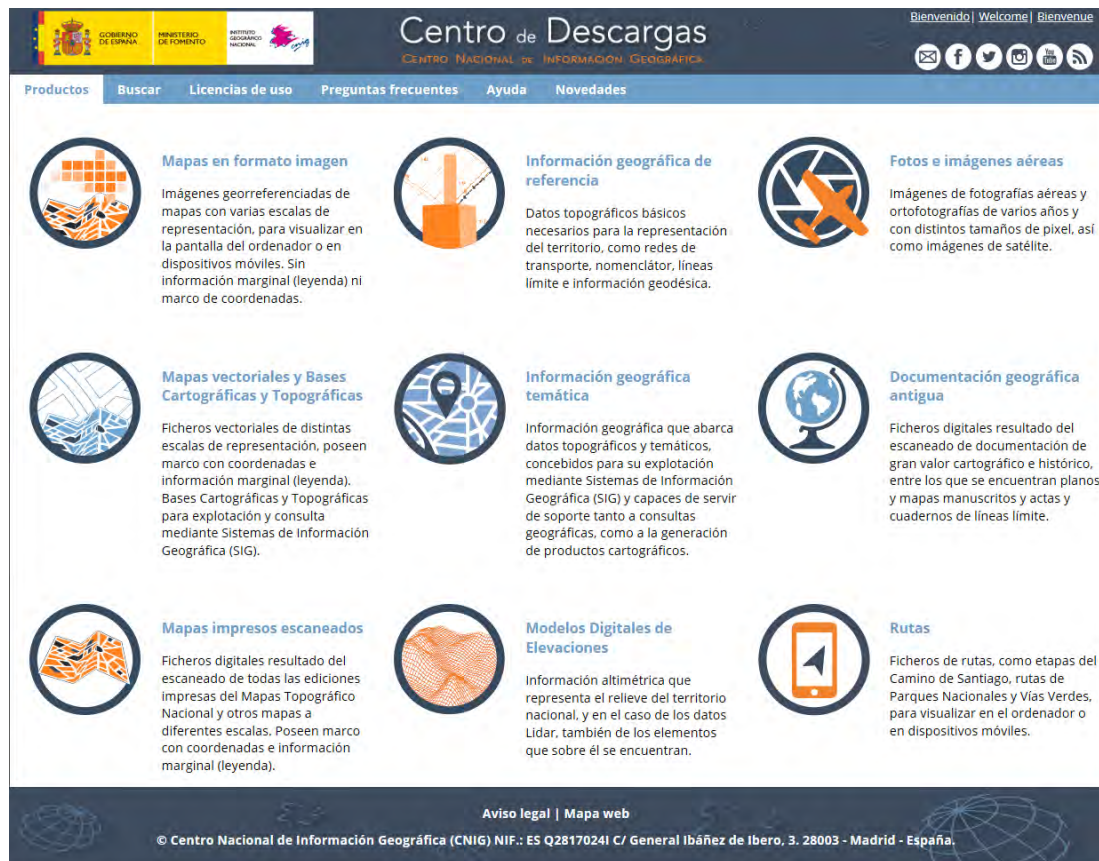 GOBIERNO
DE ESPAÑA
MINISTERIO
DE FOMENTO
INSTITUTO
GEOGRÁFICO
NACIONAL
cnig
Centro de Descargas
CENTRO NACIONAL DE INFORMACIÓN GEOGRÁFICA
Bienvenido| Welcome| Bienvenue
You
Tube
Productos Buscar Licencias de uso Preguntas frecuentes Ayuda Novedades
Mapas en formato imagen
Imágenes georreferenciadas de
mapas con varias escalas de
representación, para visualizar en
la pantalla del ordenador o en
dispositivos móviles. Sin
información marginal (leyenda) ni
marco de coordenadas.
Información geográfica de
referencia
Datos topográficos básicos
necesarios para la representación
del territorio, como redes de
transporte, nomenclátor, líneas
límite e información geodésica.
Fotos e imágenes aéreas
Imágenes de fotografías aéreas y
ortofotografías de varios años y
con distintos tamaños de pixel, así
como imágenes de satélite.
Mapas vectoriales y Bases
Cartográficas y Topográficas
Ficheros vectoriales de distintas
escalas de representación, poseen
marco con coordenadas e
información marginal (leyenda).
Bases Cartográficas y Topográficas
para explotación y consulta
mediante Sistemas de Información
Geográfica (SIG).
Información geográfica
temática
Información geográfica que abarca
datos topográficos y temáticos,
concebidos para su explotación
mediante Sistemas de Información
Geográfica (SIG) y capaces de servir
de soporte tanto a consultas
geográficas, como a la generación
de productos cartográficos.
Documentación geográfica
antigua
Ficheros digitales resultado del
escaneado de documentación de
gran valor cartográfico e histórico,
entre los que se encuentran planos
y mapas manuscritos y actas y
cuadernos de líneas límite.
Mapas impresos escaneados
Ficheros digitales resultado del
escaneado de todas las ediciones
impresas del Mapas Topográfico
Nacional y otros mapas a
diferentes escalas. Poseen marco
con coordenadas e información
marginal (leyenda).
Modelos Digitales de
Elevaciones
Información altimétrica que
representa el relieve del territorio
nacional, y en el caso de los datos
Lidar, también de los elementos
que sobre él se encuentran.
Rutas
Ficheros de rutas, como etapas del
Camino de Santiago, rutas de
Parques Nacionales y Vías Verdes,
para visualizar en el ordenador o
en dispositivos móviles.
Aviso legal | Mapa web
© Centro Nacional de Información Geográfica (CNIG) NIF.: ES Q2817024I C/ General Ibáñez de Ibero, 3. 28003 - Madrid - España.